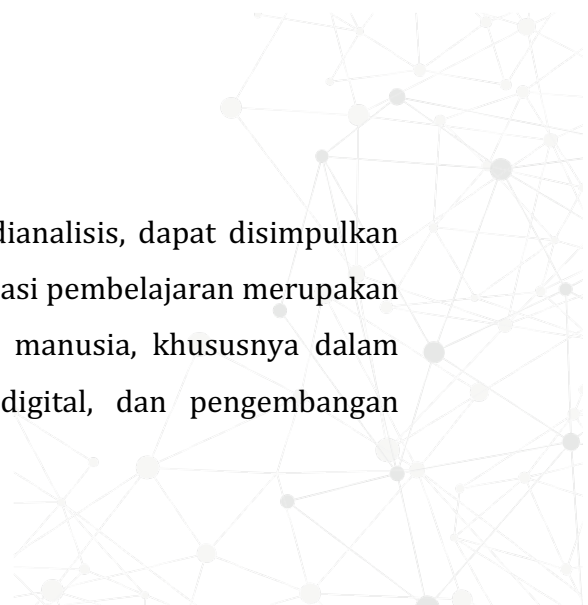 dianalisis, dapat disimpulkan
asi pembelajaran merupakan
manusia, khususnya dalam
digital, dan pengembangan